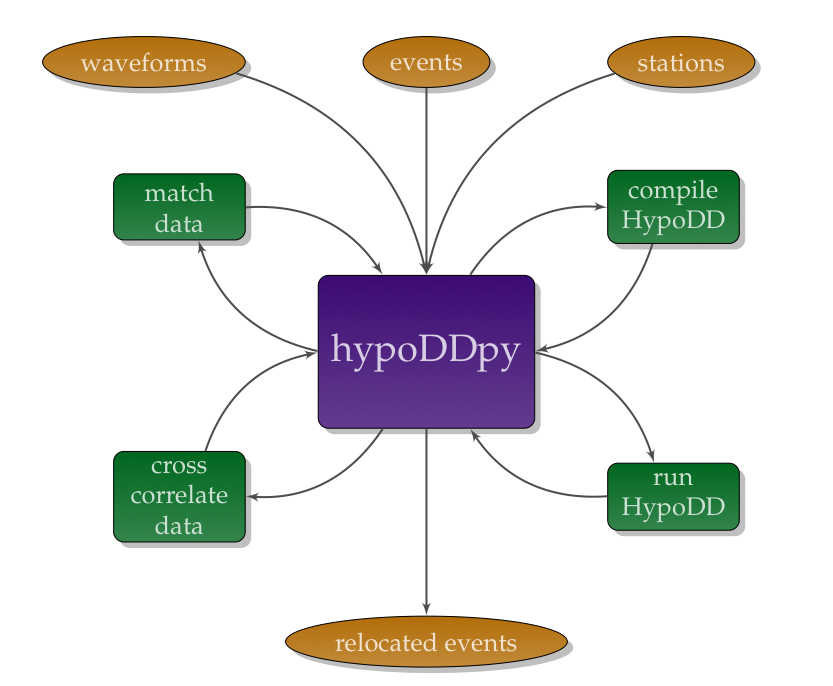 waveforms
events
stations
match
data
compile
HypoDD
hypoDDpy
cross
correlate
data
run
HypoDD
relocated events